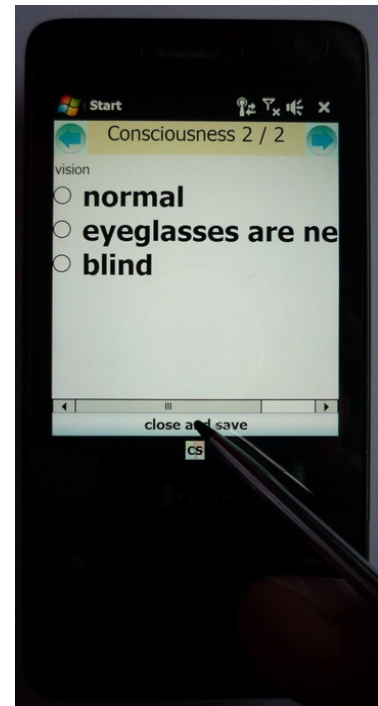 Start
Consciousness 2 / 2
vision
normal
eyeglasses are ne
blind
close and save
cs